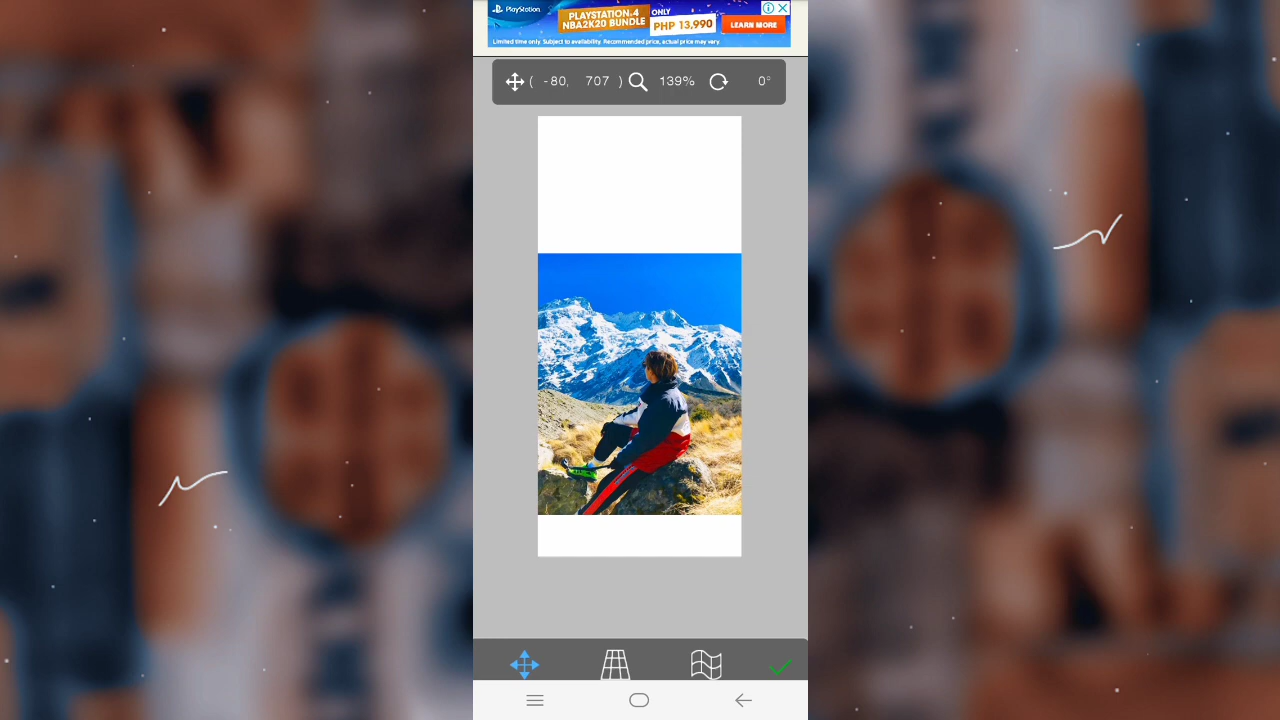 PlayStation.
PLAYSTATION.4
NBA2K20 BUNDLE
ONLY
PHP 13,990
LEARN MORE
Limited time only. Subject to availability. Recommended price, actual price may vary.
( -80, 707 ) 139% 0°